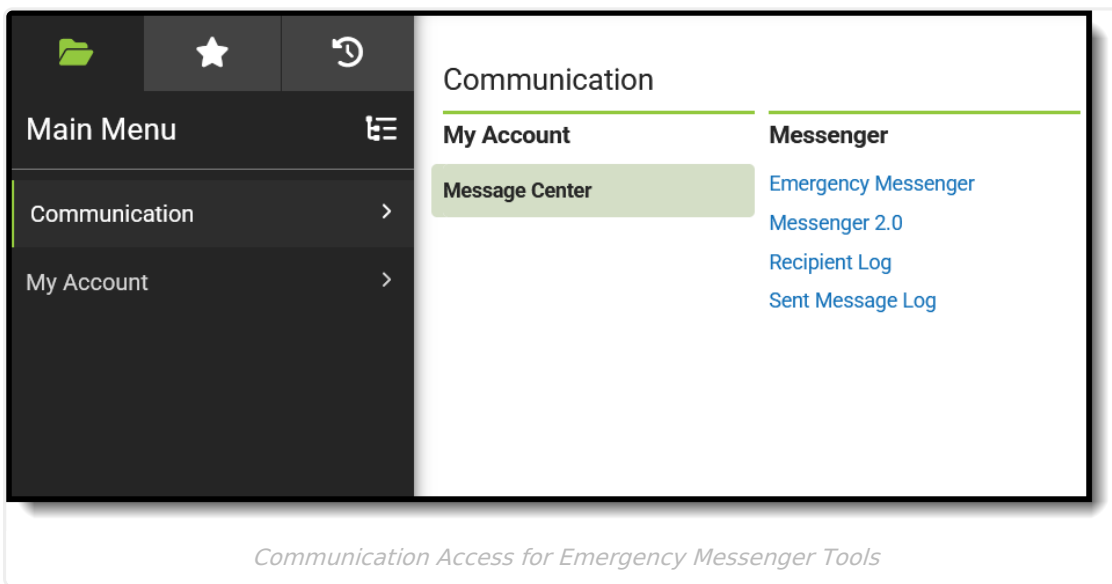 Main Menu
Communication
My Account
Communication
My Account
Message Center
Messenger
Emergency Messenger
Messenger 2.0
Recipient Log
Sent Message Log
Communication Access for Emergency Messenger Tools